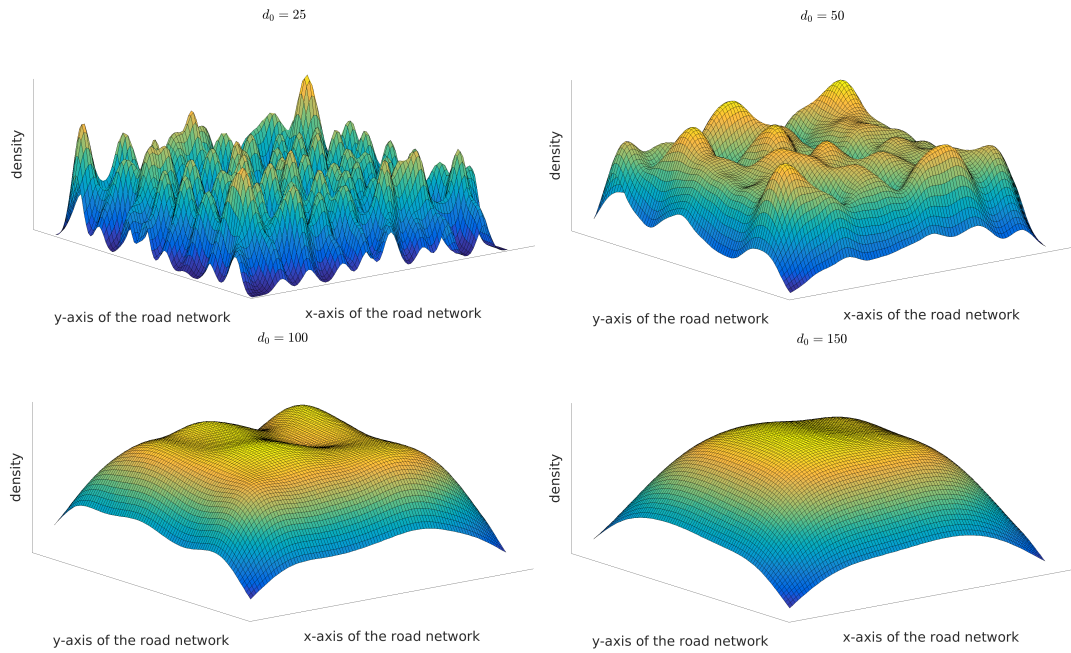 d₀ = 25
d₀ = 50
density
density
y-axis of the road network
x-axis of the road network
y-axis of the road network
x-axis of the road network
d₀ = 100
d₀ = 150
density
density
y-axis of the road network
x-axis of the road network
y-axis of the road network
x-axis of the road network